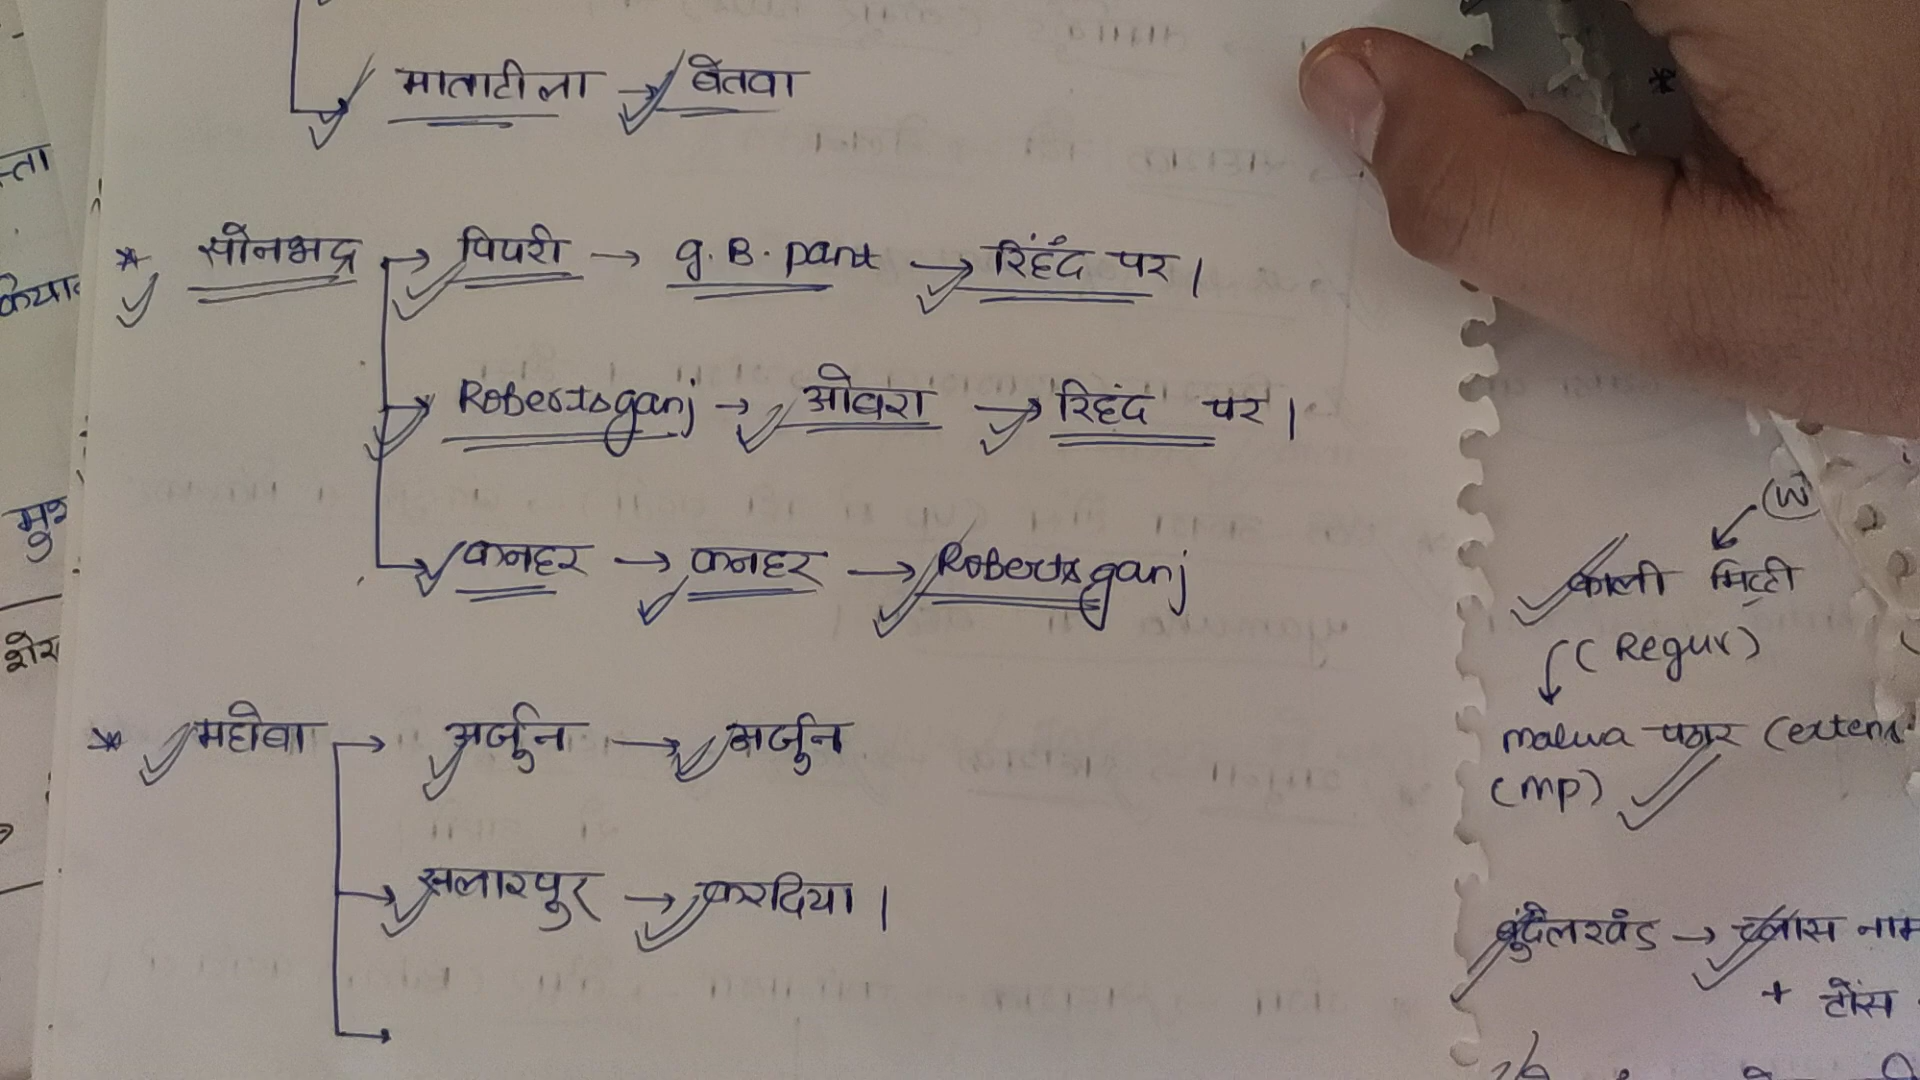 माताटीला → बेतवा
* सोनभद्र → पिपरी → G.B. pant → रिहंद पर।
→ Robertsganj → ओबरा → रिहंद पर।
→ कनहर → कनहर → Robertsganj
* महोबा → अर्जुन → अर्जुन
→ सलारपुर → करदिया।
स्ता
मुख
शेर
*
(W)
काली मिट्टी
(Regur)
malwa पठार (extens
(MP)
बुंदेलखंड → नाम
+ टोंस